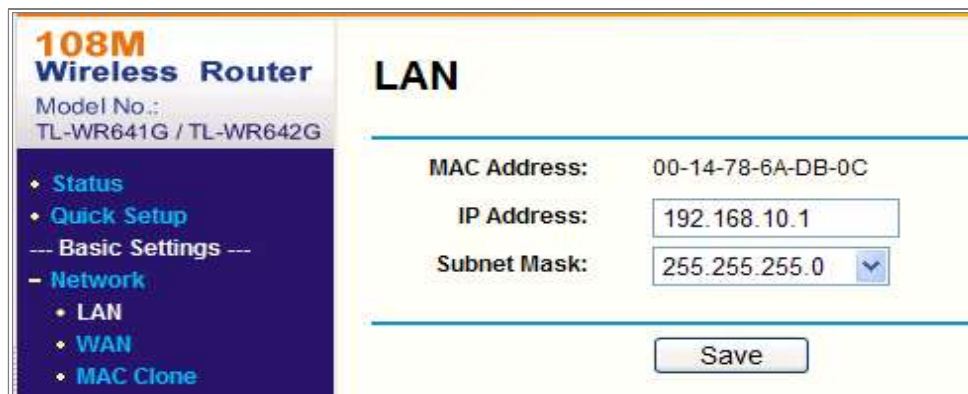 108M
Wireless Router
Model No.:
TL-WR641G / TL-WR642G
• Status
• Quick Setup
--- Basic Settings ---
– Network
• LAN
• WAN
• MAC Clone
LAN
MAC Address: 00-14-78-6A-DB-0C
IP Address: 192.168.10.1
Subnet Mask: 255.255.255.0
Save